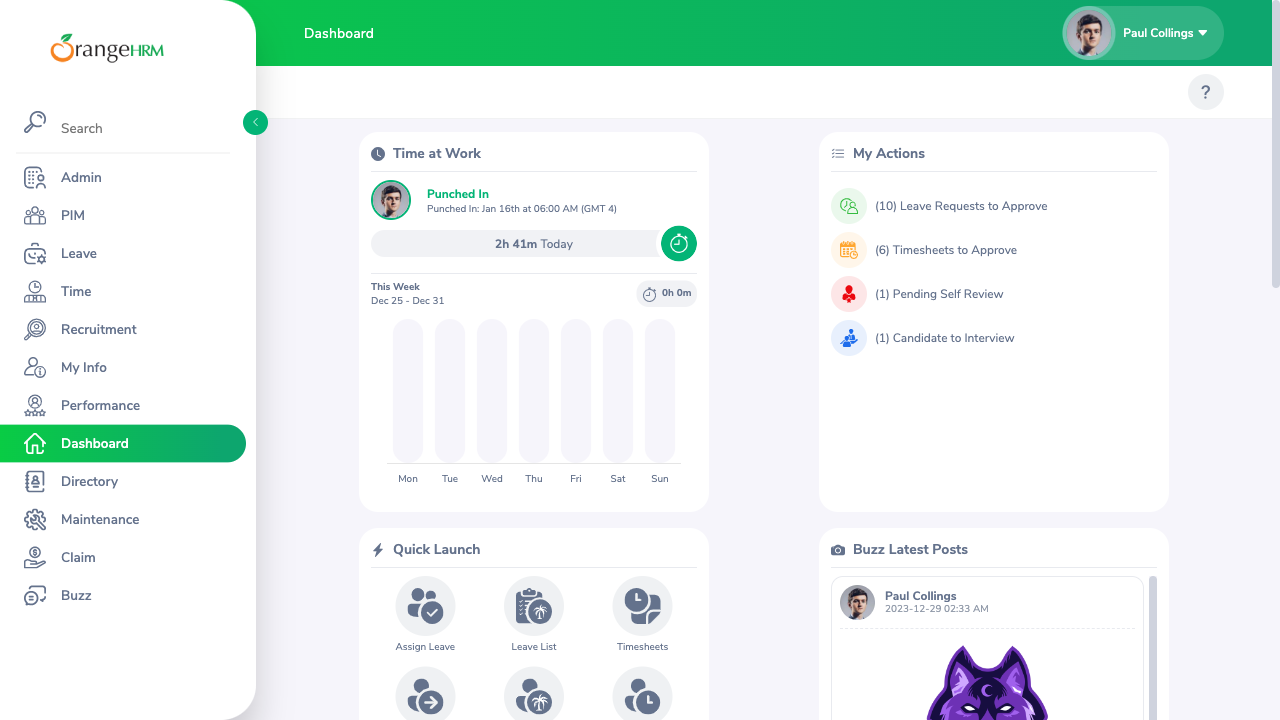 OrangeHRM
Search
Admin
PIM
Leave
Time
Recruitment
My Info
Performance
Dashboard
Directory
Maintenance
Claim
Buzz
Dashboard
Paul Collings
?
Time at Work
Punched In
Punched In: Jan 16th at 06:00 AM (GMT 4)
2h 41m Today
This Week
Dec 25 - Dec 31
0h 0m
Mon Tue Wed Thu Fri Sat Sun
My Actions
(10) Leave Requests to Approve
(6) Timesheets to Approve
(1) Pending Self Review
(1) Candidate to Interview
Quick Launch
Assign Leave
Leave List
Timesheets
Buzz Latest Posts
Paul Collings
2023-12-29 02:33 AM